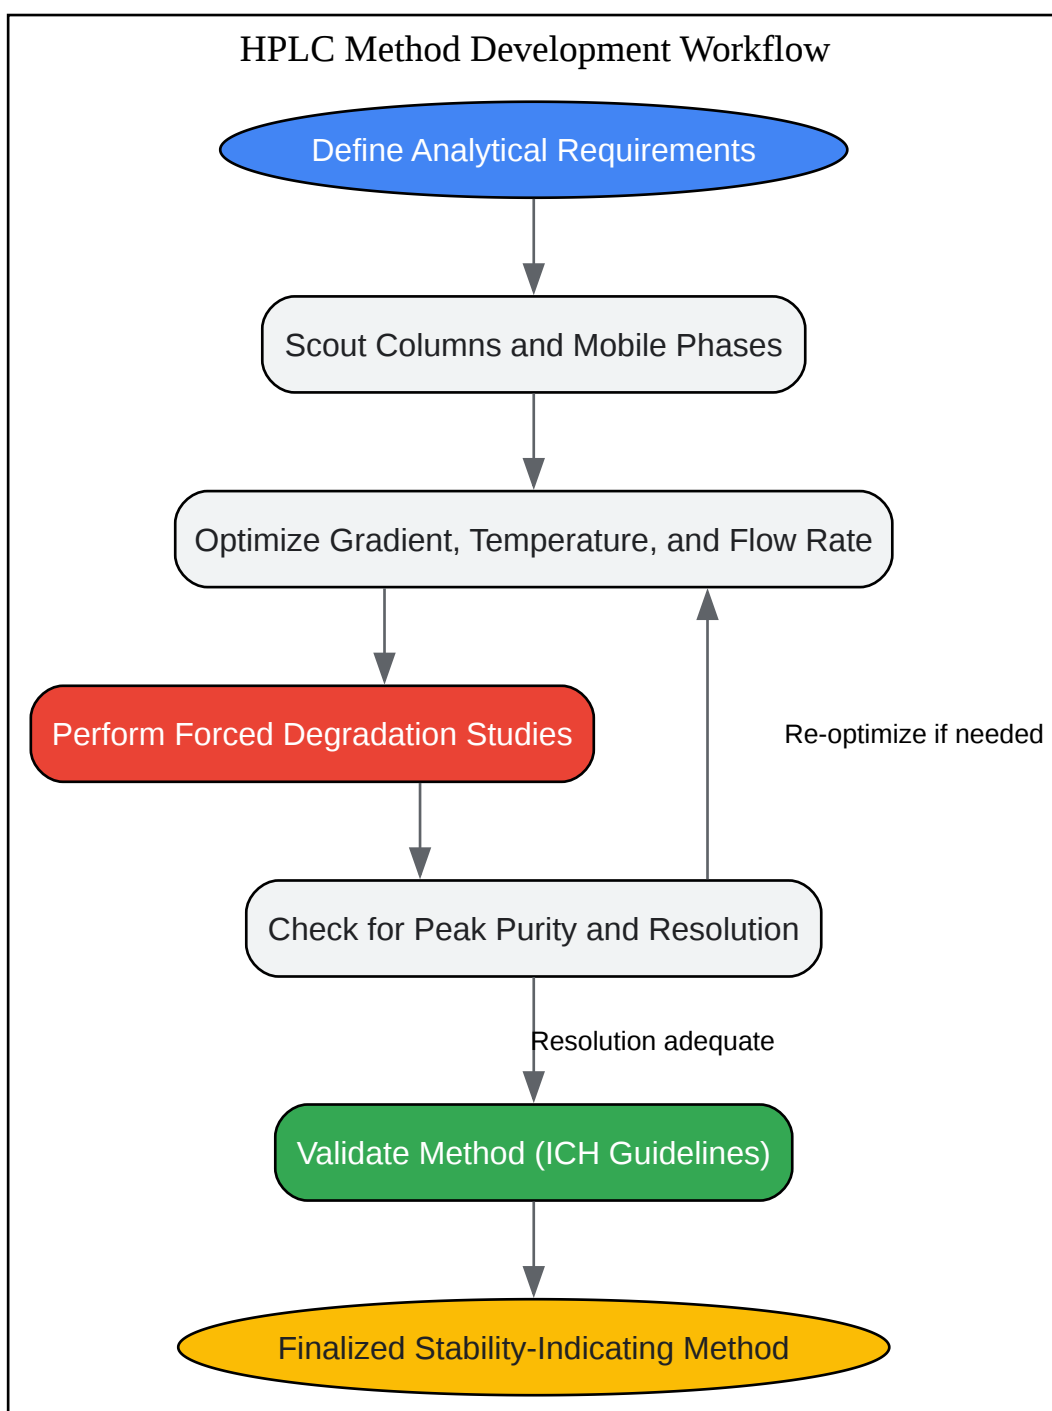 HPLC Method Development Workflow
Define Analytical Requirements
Scout Columns and Mobile Phases
Optimize Gradient, Temperature, and Flow Rate
Perform Forced Degradation Studies
Re-optimize if needed
Check for Peak Purity and Resolution
Resolution adequate
Validate Method (ICH Guidelines)
Finalized Stability-Indicating Method